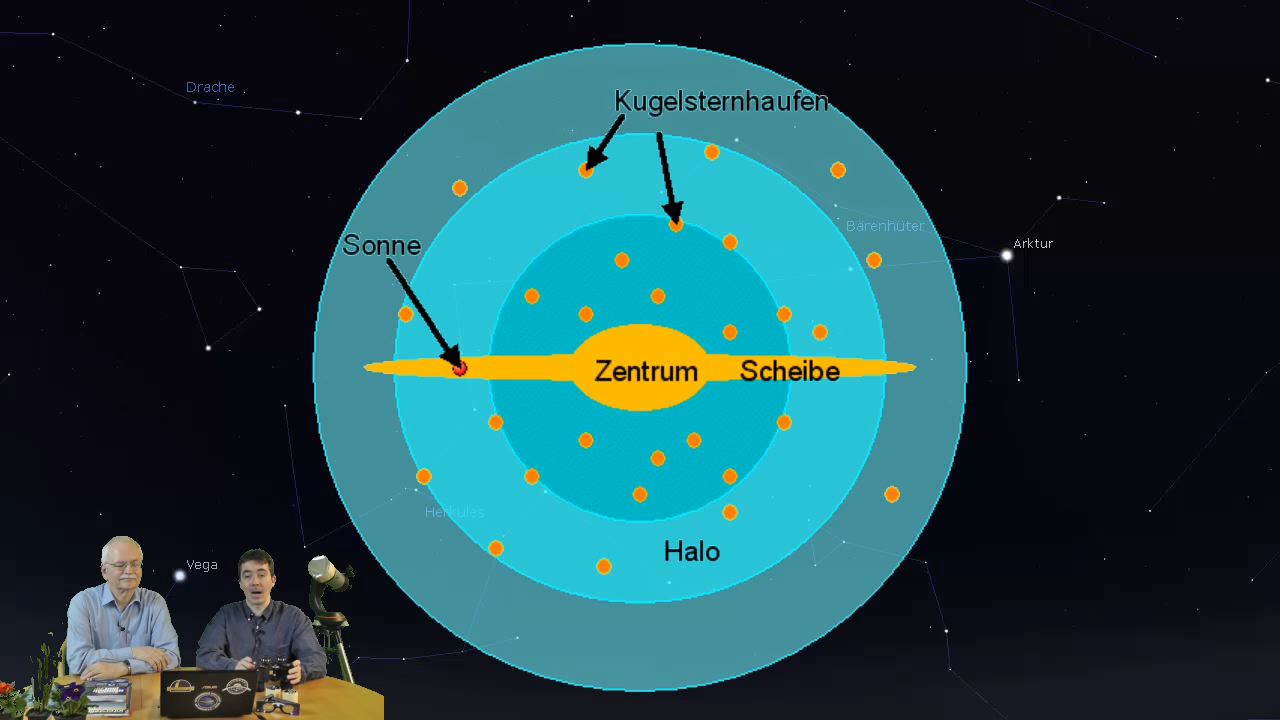 Drache
Kugelsternhaufen
Bärenhüter
Sonne
Arktur
Zentrum
Scheibe
Herkules
Halo
Vega